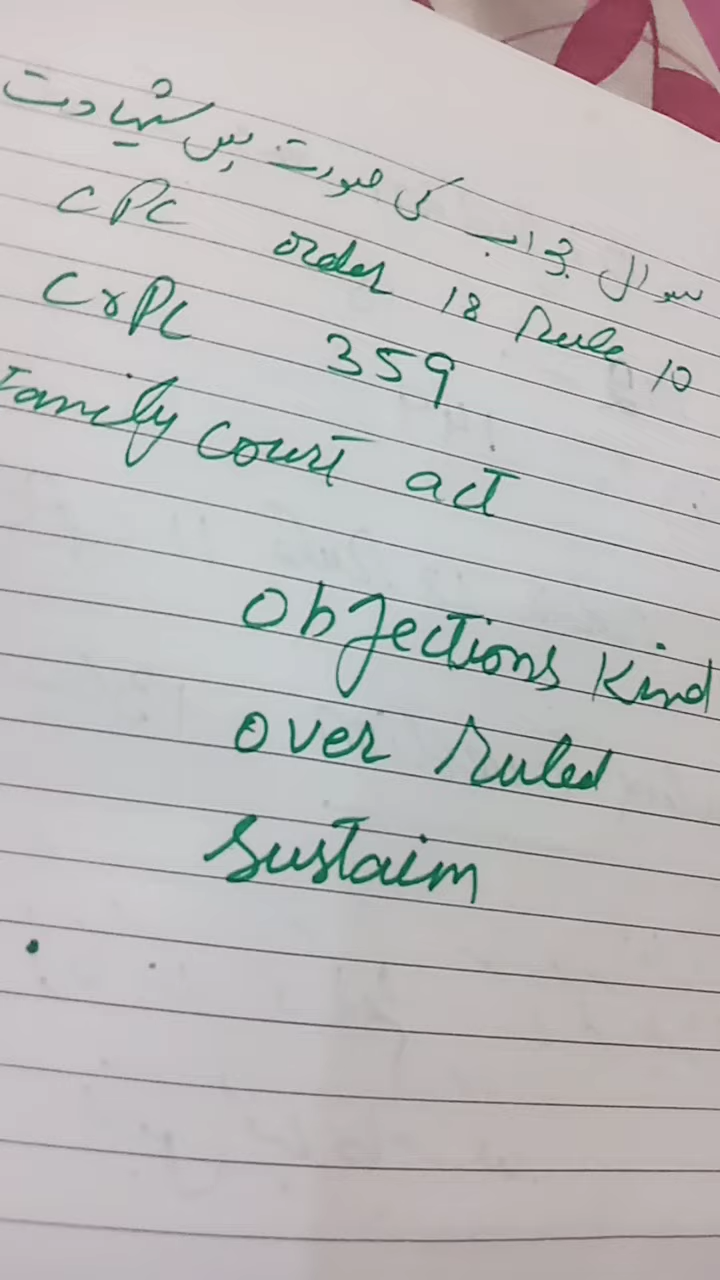 سوال جواب کی صورت میں شہادت
CPC order 18 Rule 10
CrPC 359
Family court act
Objections Kind
over Ruled
sustaim